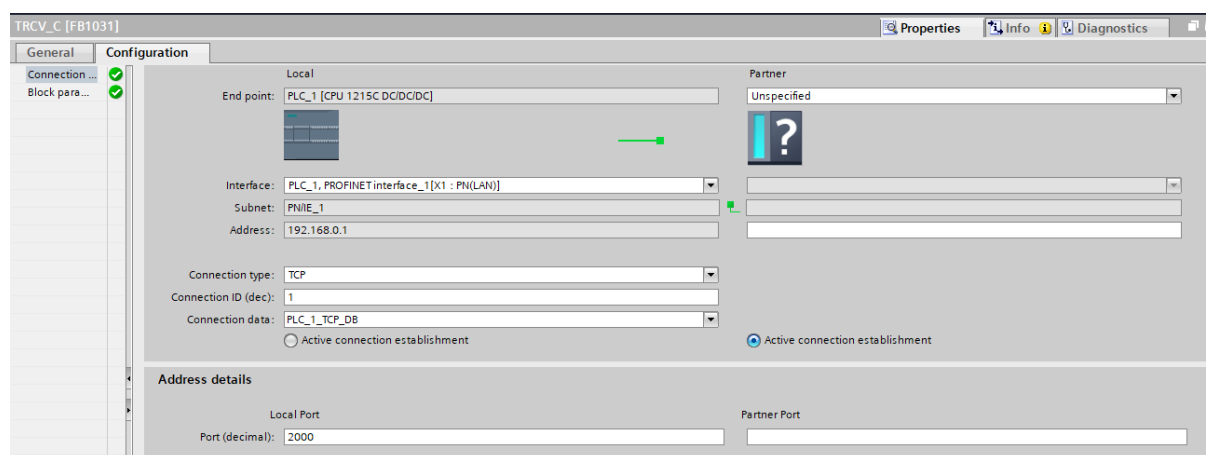 TRCV_C [FB1031]
Properties Info Diagnostics
General Configuration
Connection ...
Block para...
Local Partner
End point: PLC_1 [CPU 1215C DC/DC/DC] Unspecified
?
Interface: PLC_1, PROFINET interface_1[X1 : PN(LAN)]
Subnet: PN/IE_1
Address: 192.168.0.1
Connection type: TCP
Connection ID (dec): 1
Connection data: PLC_1_TCP_DB
Active connection establishment Active connection establishment
Address details
Local Port Partner Port
Port (decimal): 2000